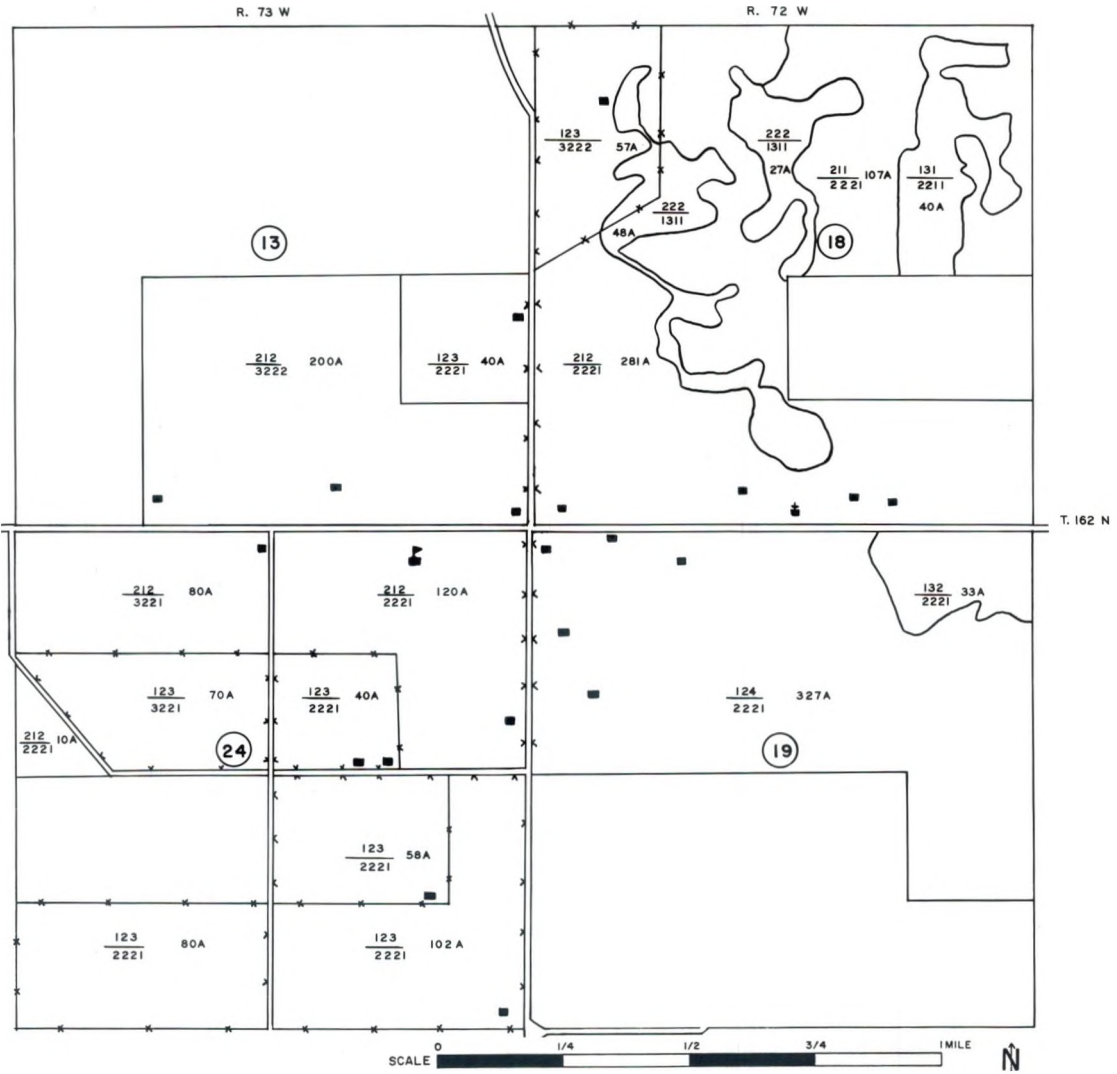 R. 73 W
R. 72 W
123
3222 57A
222
1311
27A
211
2221 107A
131
2211
40A
222
1311
48A
13
18
212
3222 200A
123
2221 40A
212
2221 281A
T. 162 N
212
3221 80A
212
2221 120A
132
2221 33A
123
3221 70A
123
2221 40A
124
2221 327A
212
2221 10A
24
19
123
2221 58A
123
2221 80A
123
2221 102A
SCALE
0 1/4 1/2 3/4 1 MILE
N